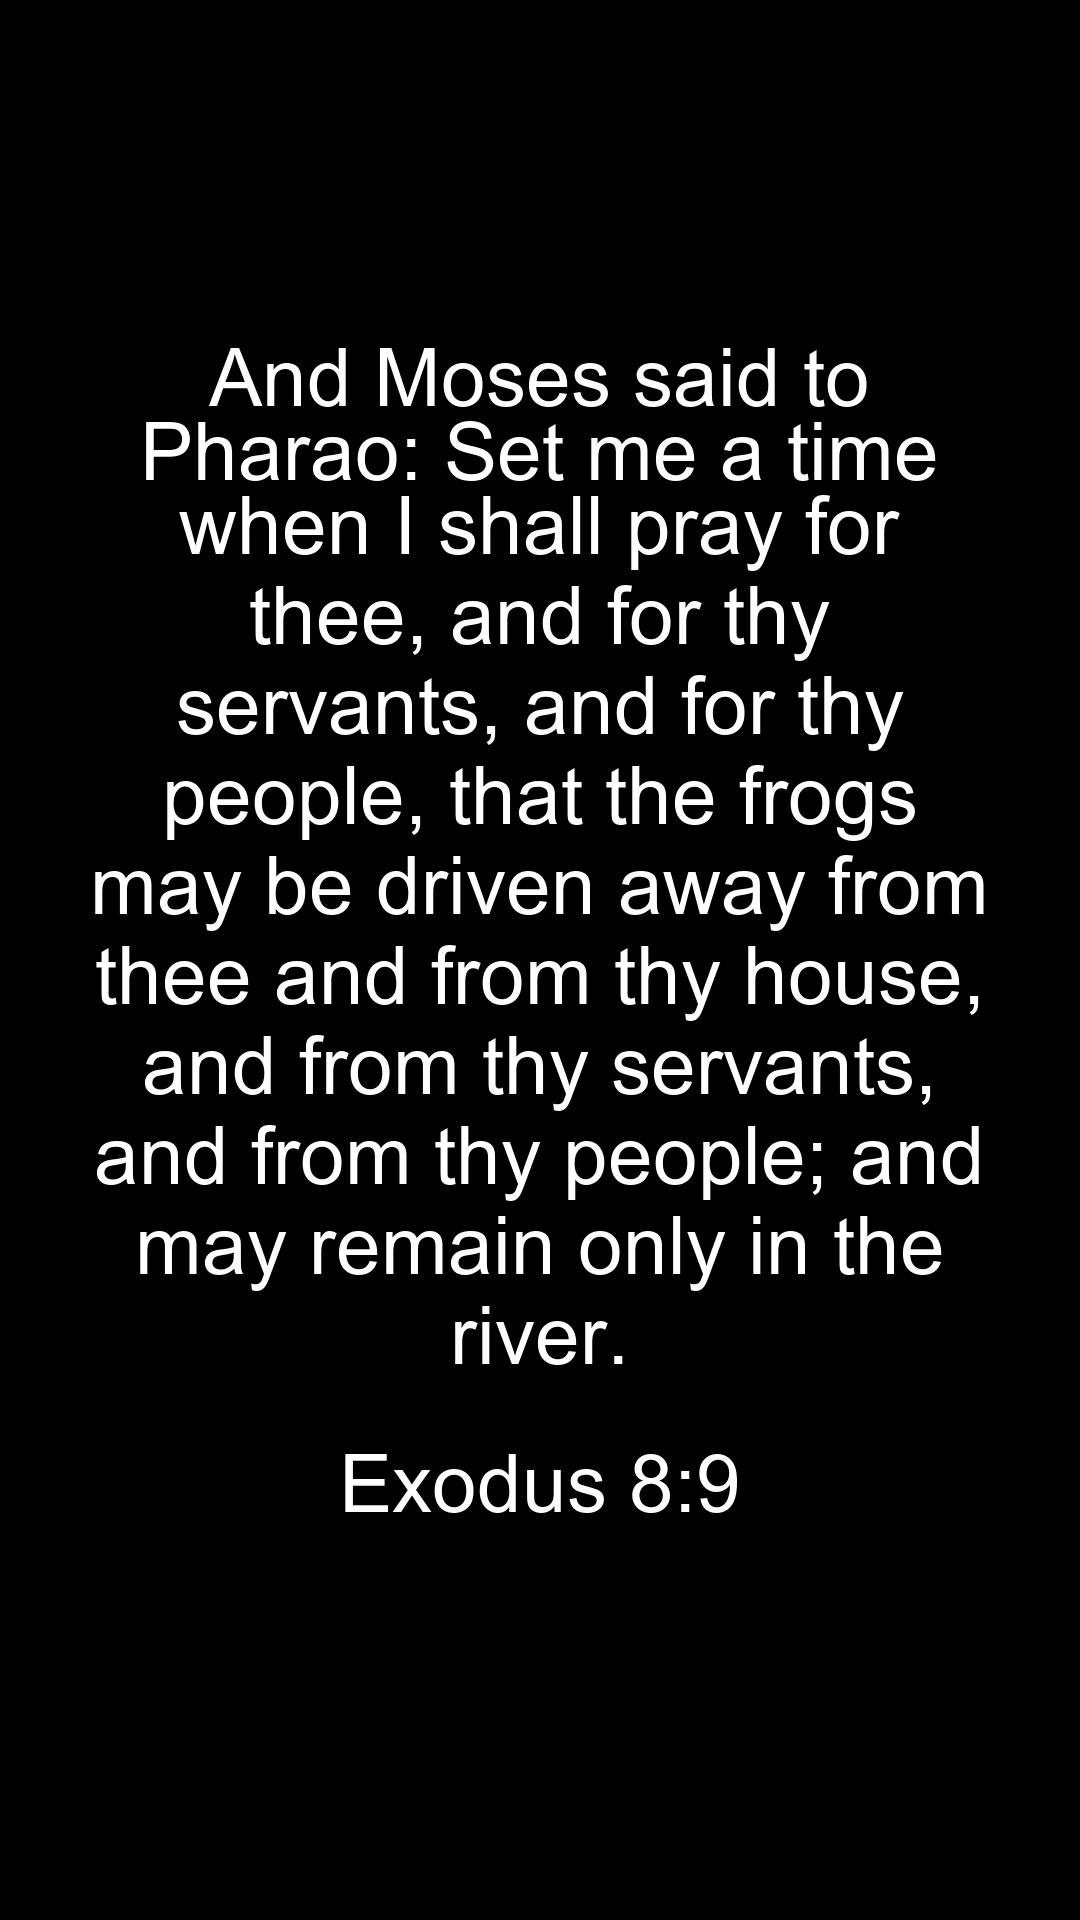 And Moses said to
Pharao: Set me a time
when I shall pray for
thee, and for thy
servants, and for thy
people, that the frogs
may be driven away from
thee and from thy house,
and from thy servants,
and from thy people; and
may remain only in the
river.
Exodus 8:9